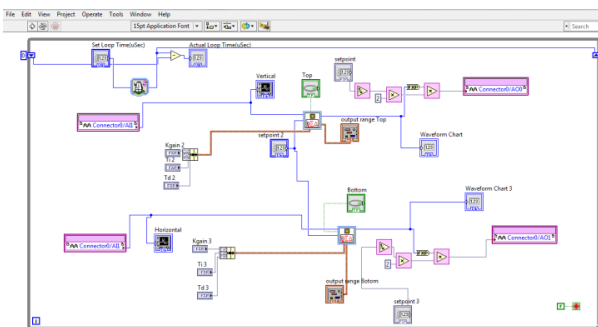 File Edit View Project Operate Tools Window Help
15pt Application Font
Search
Set Loop Time(uSec)
Actual Loop Time(uSec)
setpoint
Vertical
Top
Connector0/AO0
2
Connector0/AI0
output range Top
Kgain 2
setpoint 2
Waveform Chart
Ti 2
Td 2
Bottom
Waveform Chart 3
Connector0/AI1
Horizontal
Kgain 3
Connector0/AO1
2
Ti 3
Td 3
output range Botom
setpoint 3